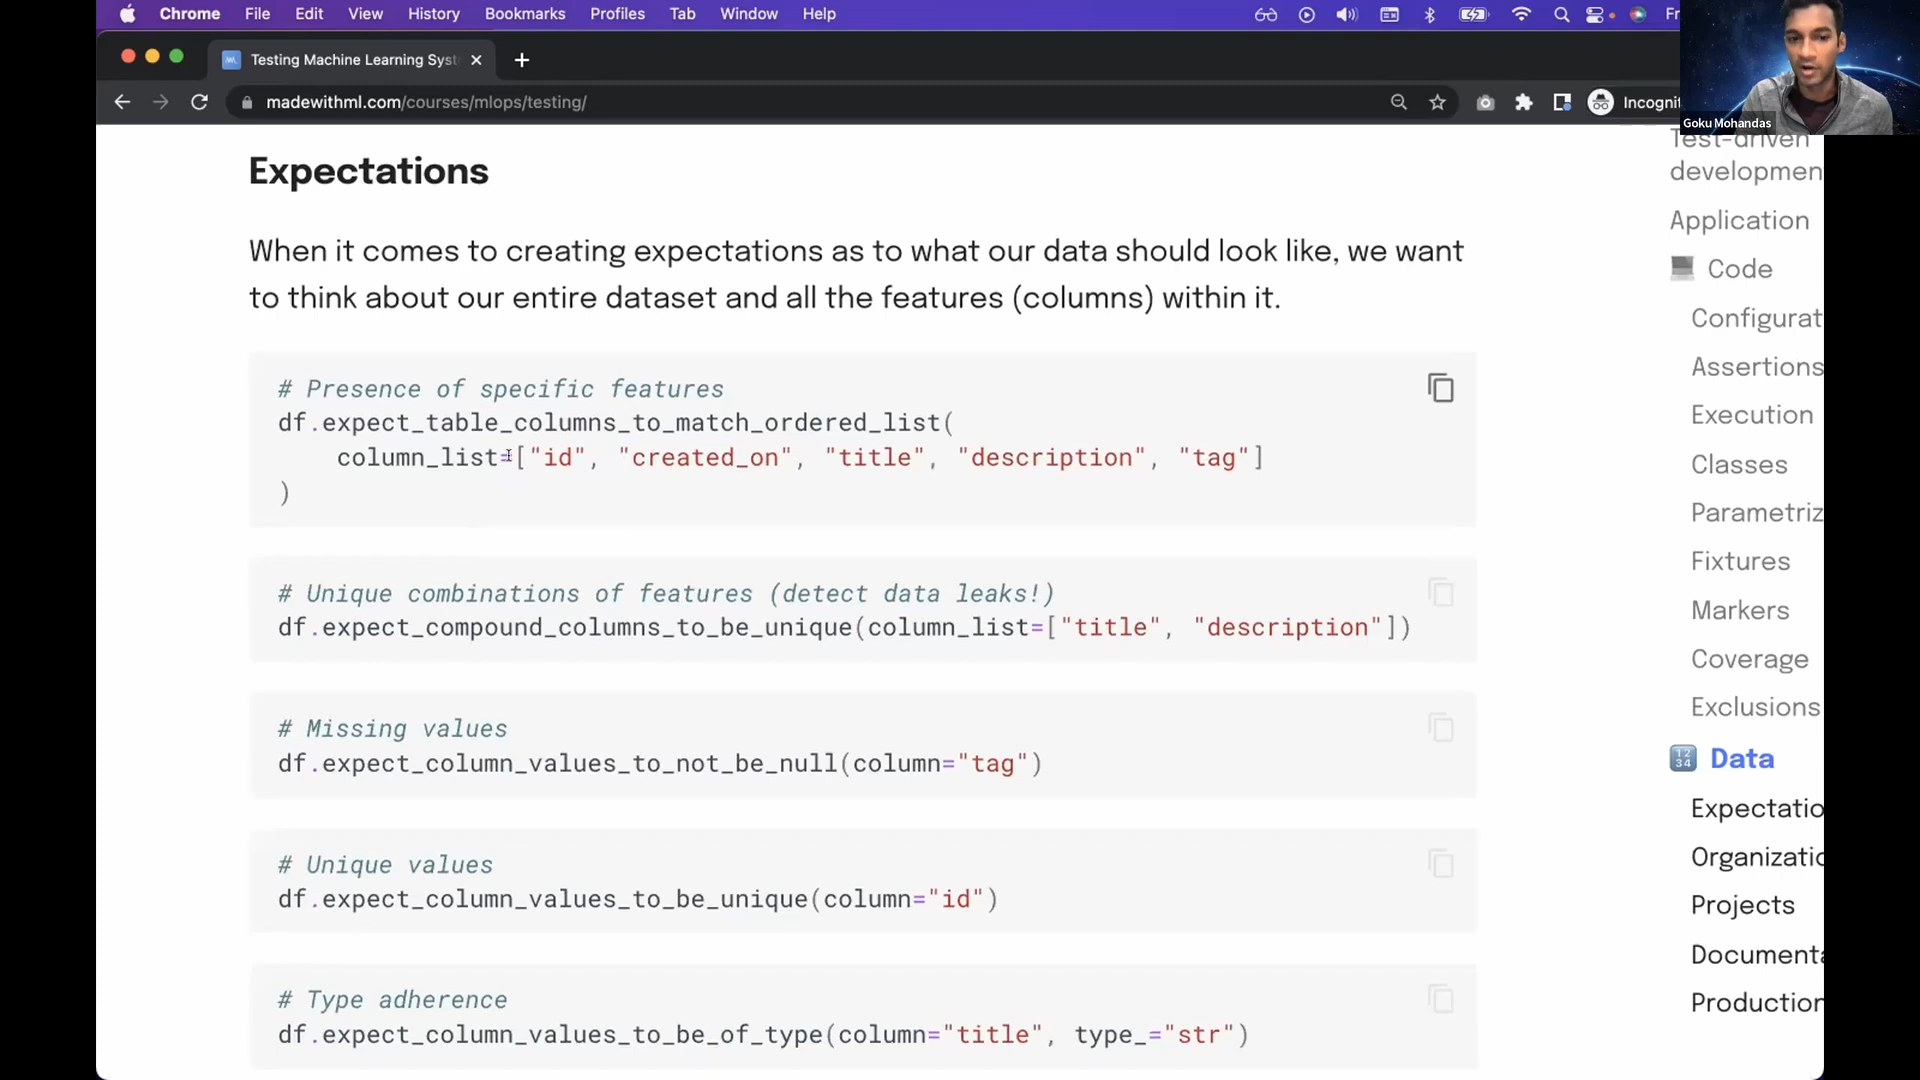 Chrome File Edit View History Bookmarks Profiles Tab Window Help
Testing Machine Learning Syst
madewithml.com/courses/mlops/testing/
Goku Mohandas
Expectations
When it comes to creating expectations as to what our data should look like, we want
to think about our entire dataset and all the features (columns) within it.
# Presence of specific features
df.expect_table_columns_to_match_ordered_list(
column_list=["id", "created_on", "title", "description", "tag"]
)
# Unique combinations of features (detect data leaks!)
df.expect_compound_columns_to_be_unique(column_list=["title", "description"])
# Missing values
df.expect_column_values_to_not_be_null(column="tag")
# Unique values
df.expect_column_values_to_be_unique(column="id")
# Type adherence
df.expect_column_values_to_be_of_type(column="title", type_="str")
Test-driven
developmen
Application
Code
Configurat
Assertions
Execution
Classes
Parametriz
Fixtures
Markers
Coverage
Exclusions
Data
Expectatio
Organizatio
Projects
Documenta
Production